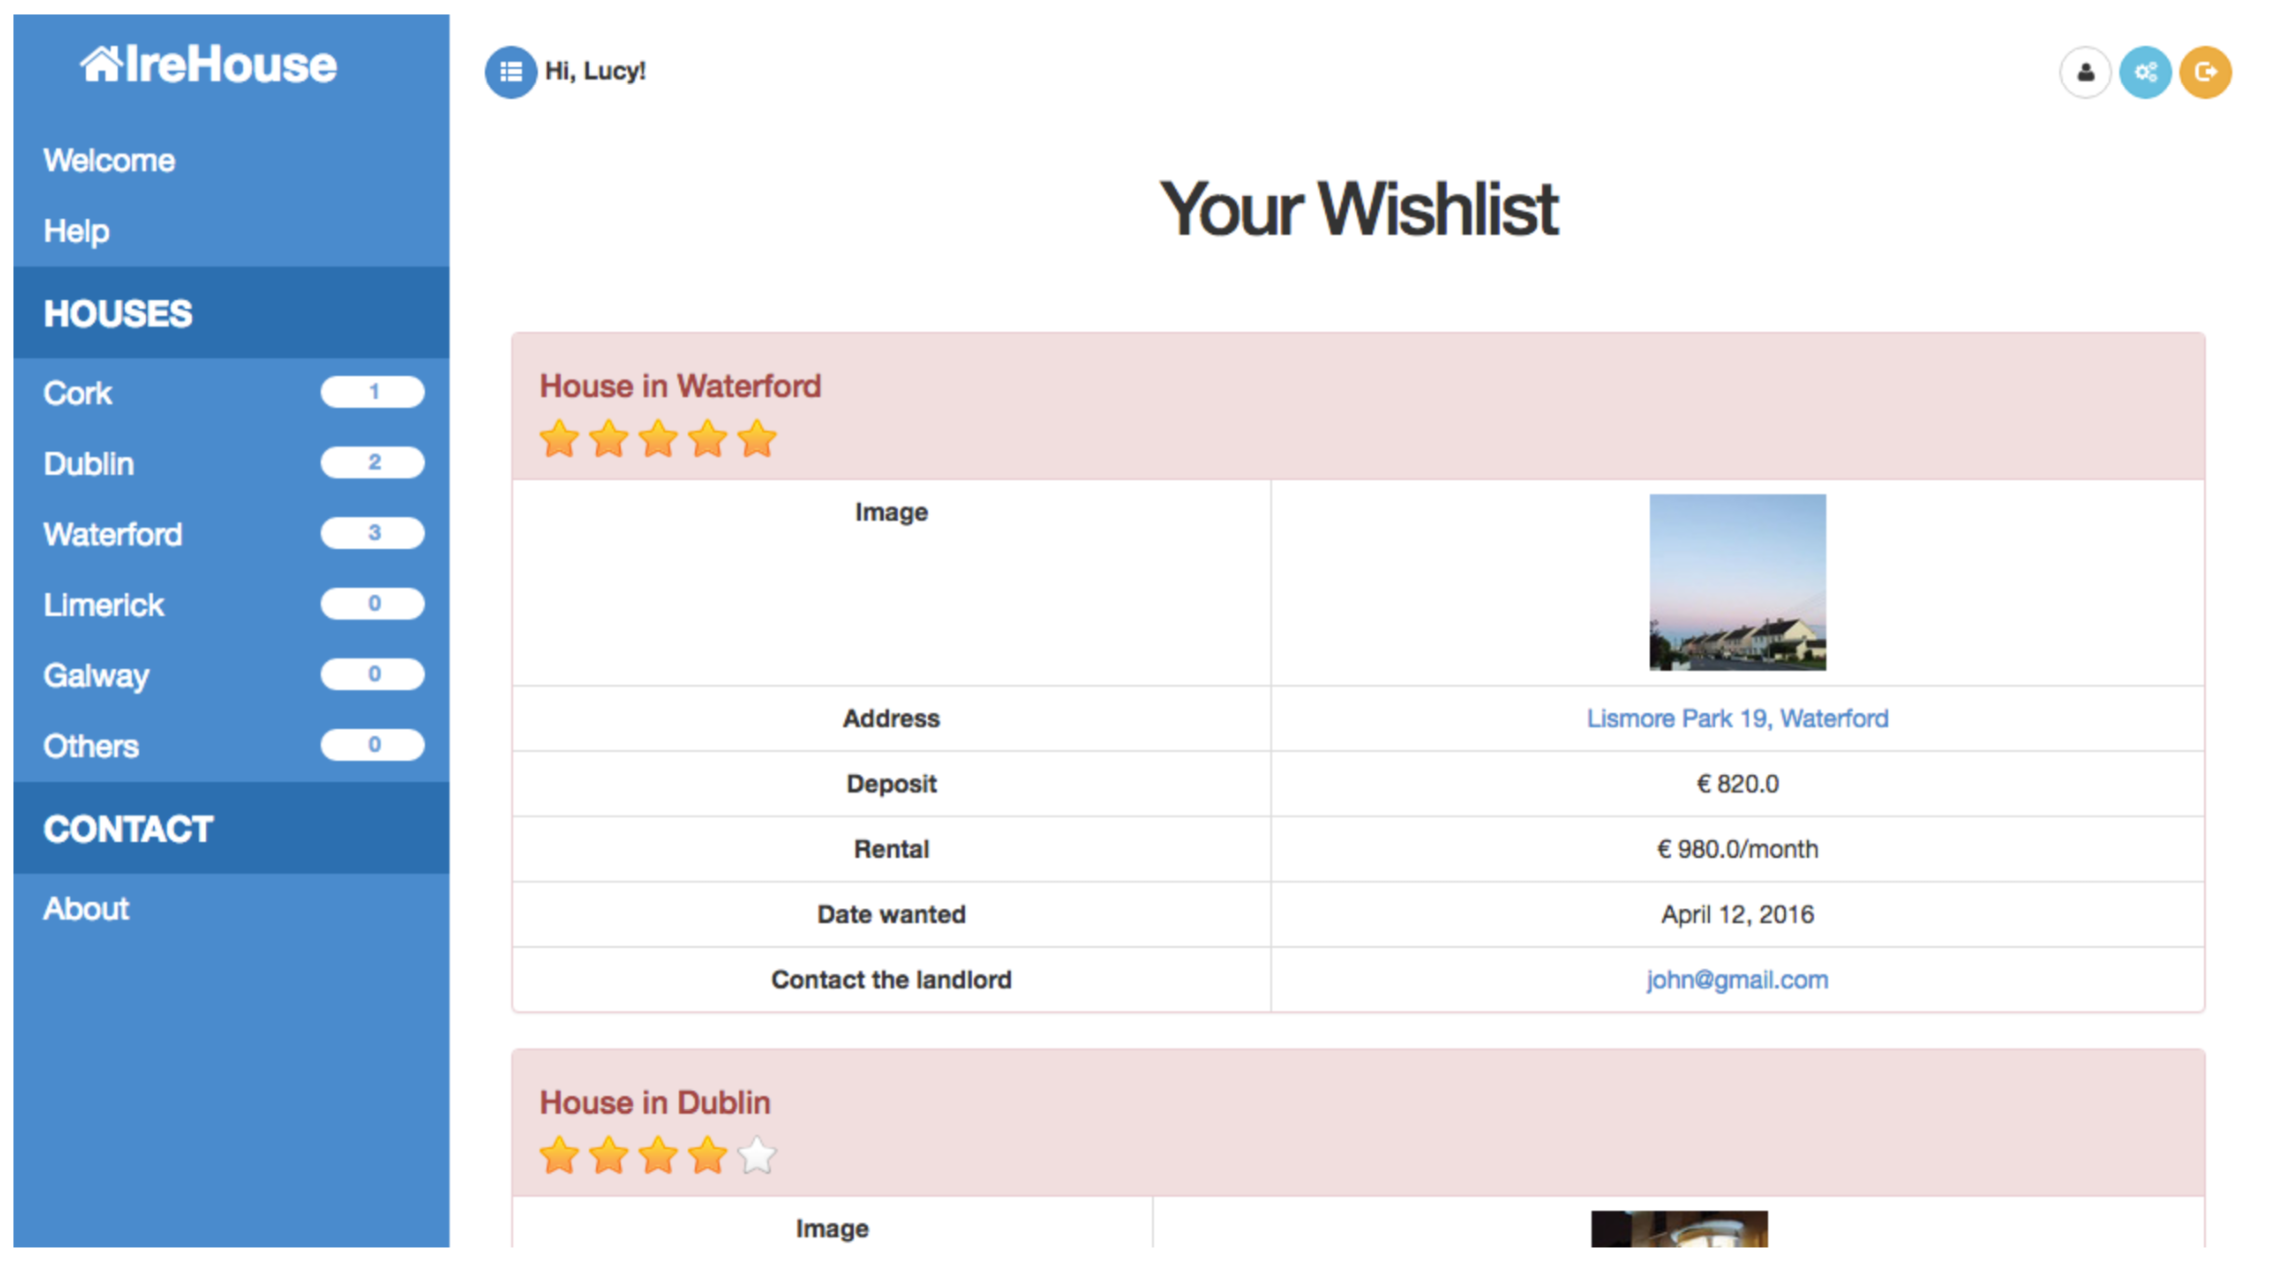 IreHouse
Hi, Lucy!
Welcome
Help
HOUSES
Cork 1
Dublin 2
Waterford 3
Limerick 0
Galway 0
Others 0
CONTACT
About
Your Wishlist
House in Waterford
Image
Address Lismore Park 19, Waterford
Deposit € 820.0
Rental € 980.0/month
Date wanted April 12, 2016
Contact the landlord john@gmail.com
House in Dublin
Image